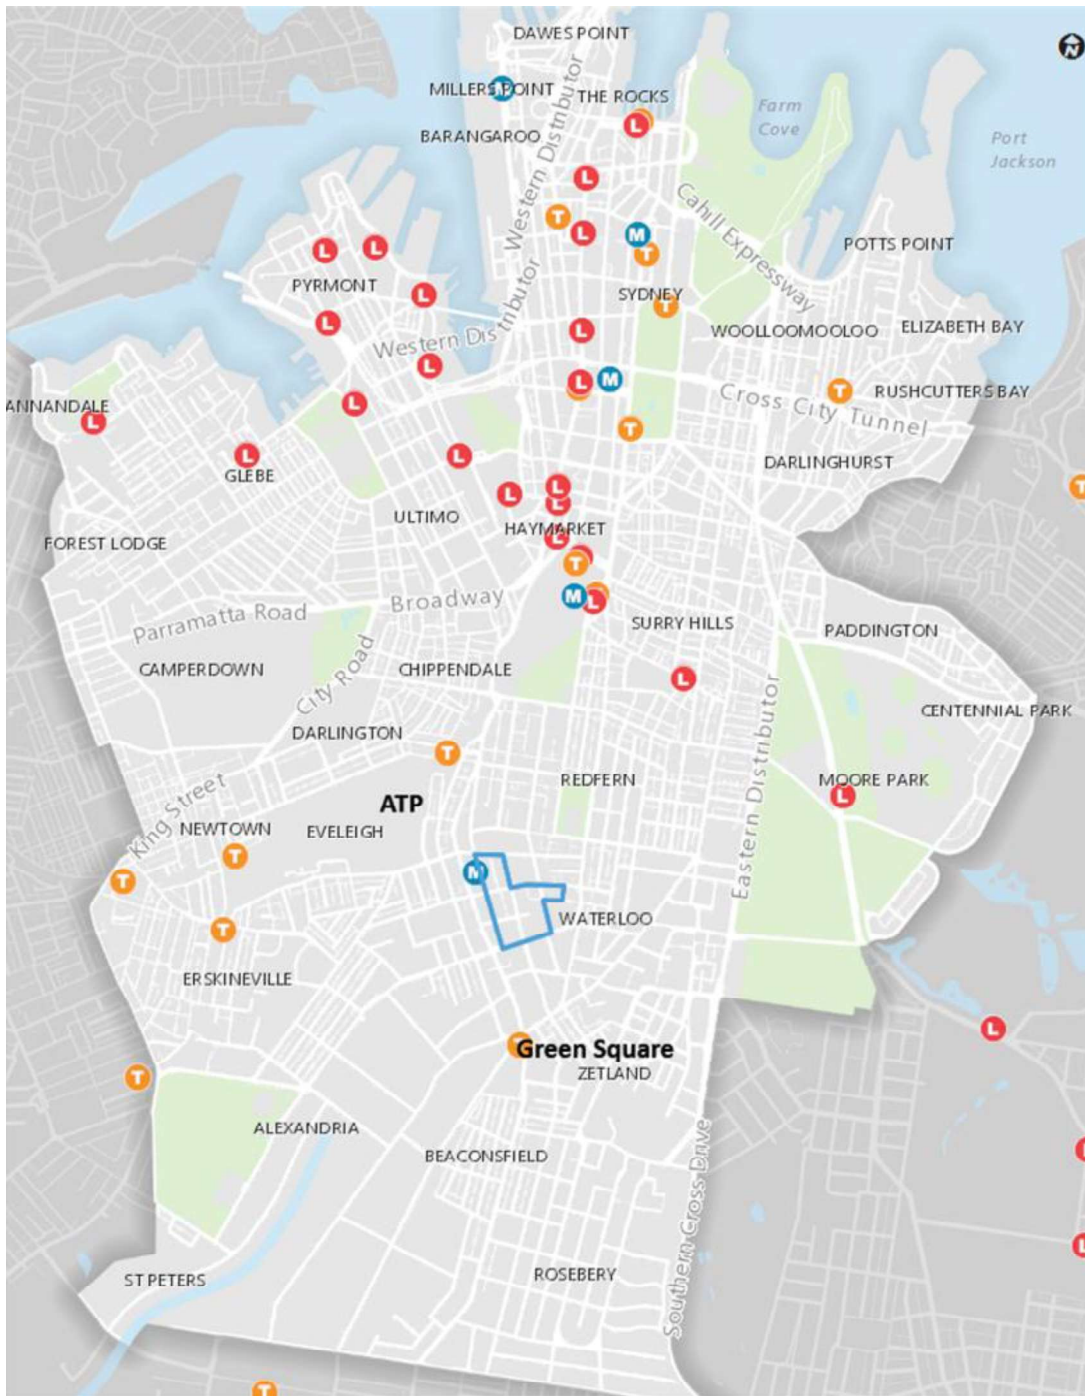 DAWES POINT
N
MILLERS POINT
THE ROCKS
Farm
Cove
BARANGAROO
Port
Jackson
Western Distributor
Cahill Expressway
L
L
T
L
M
T
POTTS POINT
L
L
PYRMONT
L
SYDNEY
T
L
Western Distributor
L
WOOLLOOMOOLOO
ELIZABETH BAY
L
L
M
T
RUSHCUTTERS BAY
Cross City Tunnel
ANNANDALE
L
L
T
L
GLEBE
L
DARLINGHURST
T
L
L
L
ULTIMO
HAYMARKET
L
FOREST LODGE
T
M
L
Broadway
Parramatta Road
SURRY HILLS
PADDINGTON
CAMPERDOWN
City Road
CHIPPENDALE
L
Eastern Distributor
CENTENNIAL PARK
DARLINGTON
T
REDFERN
MOORE PARK
L
ATP
King Street
NEWTOWN
EVELEIGH
T
T
M
WATERLOO
T
ERSKINEVILLE
L
T
Green Square
ZETLAND
T
ALEXANDRIA
BEACONSFIELD
L
Southern Cross Drive
L
ST PETERS
ROSEBERY
T